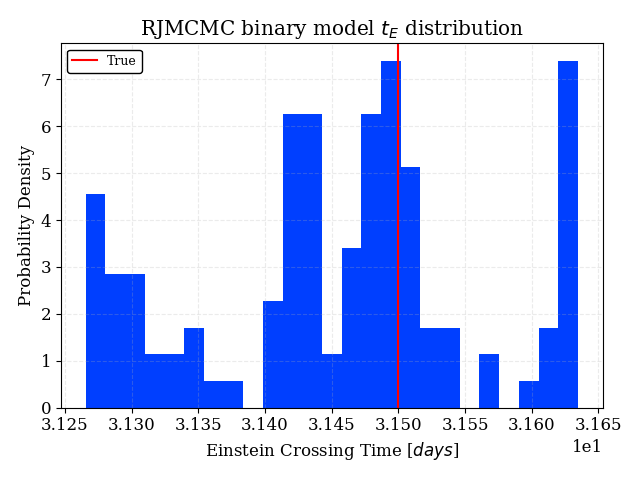 RJMCMC binary model $t_E$ distribution
True
Probability Density
7
6
5
4
3
2
1
0
3.125 3.130 3.135 3.140 3.145 3.150 3.155 3.160 3.165
1e1
Einstein Crossing Time [days]